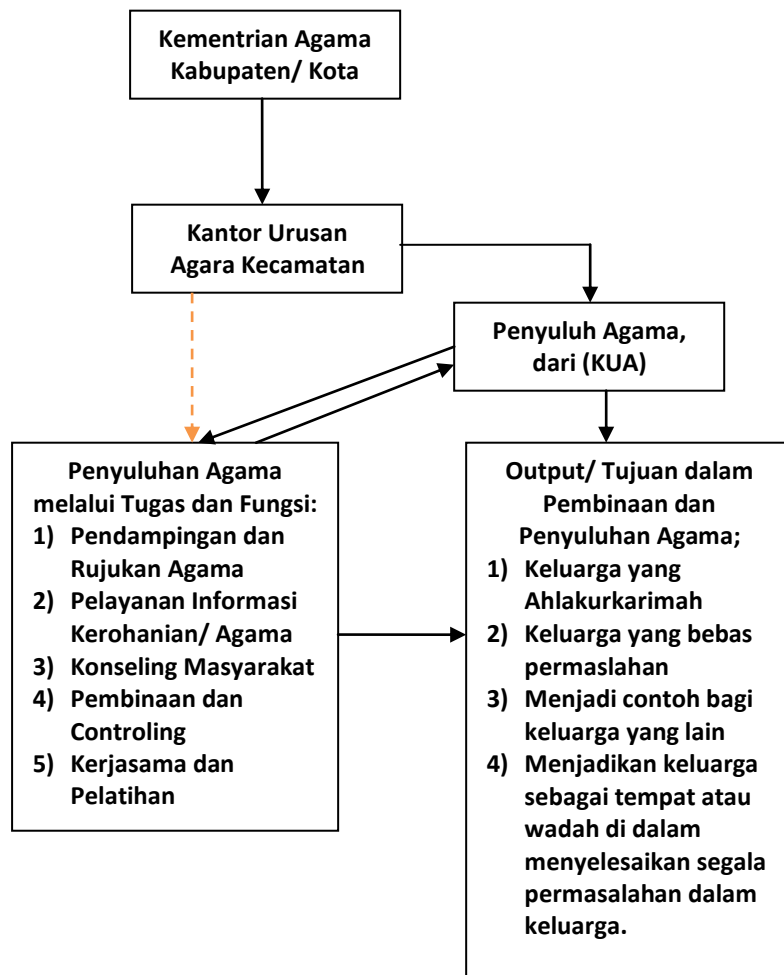 Kementrian Agama
Kabupaten/ Kota
Kantor Urusan
Agara Kecamatan
Penyuluh Agama,
dari (KUA)
Penyuluhan Agama
melalui Tugas dan Fungsi:
1) Pendampingan dan
Rujukan Agama
2) Pelayanan Informasi
Kerohanian/ Agama
3) Konseling Masyarakat
4) Pembinaan dan
Controling
5) Kerjasama dan
Pelatihan
Output/ Tujuan dalam
Pembinaan dan
Penyuluhan Agama;
1) Keluarga yang
Ahlakurkarimah
2) Keluarga yang bebas
permaslahan
3) Menjadi contoh bagi
keluarga yang lain
4) Menjadikan keluarga
sebagai tempat atau
wadah di dalam
menyelesaikan segala
permasalahan dalam
keluarga.